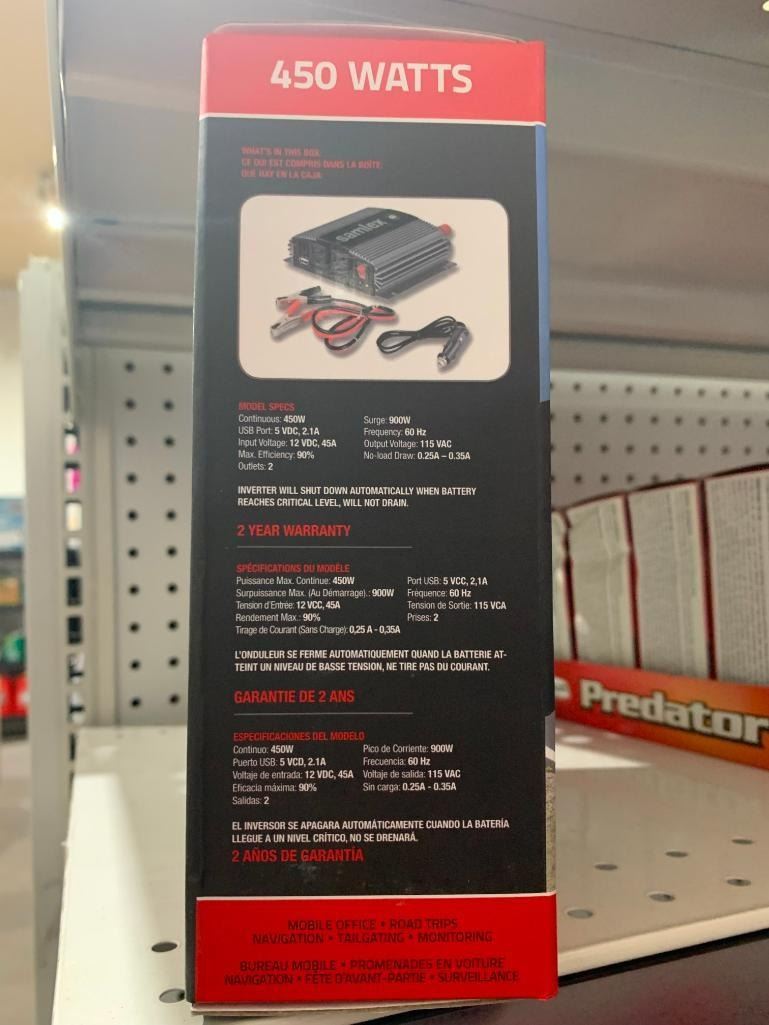 450 WATTS
WHAT'S IN THIS BOX:
CE QUI EST COMPRIS DANS LA BOÎTE:
QUE HAY EN LA CAJA:
samlex
MODEL SPECS
Continuous: 450W
USB Port: 5 VDC, 2.1A
Input Voltage: 12 VDC, 45A
Max. Efficiency: 90%
Outlets: 2
Surge: 900W
Frequency: 60 Hz
Output Voltage: 115 VAC
No-load Draw: 0.25A – 0.35A
INVERTER WILL SHUT DOWN AUTOMATICALLY WHEN BATTERY
REACHES CRITICAL LEVEL, WILL NOT DRAIN.
2 YEAR WARRANTY
SPÉCIFICATIONS DU MODÈLE
Puissance Max. Continue: 450W
Surpuissance Max. (Au Démarrage).: 900W
Tension d'Entrée: 12 VCC, 45A
Rendement Max.: 90%
Tirage de Courant (Sans Charge): 0,25 A - 0,35A
Port USB: 5 VCC, 2,1A
Fréquence: 60 Hz
Tension de Sortie: 115 VCA
Prises: 2
L'ONDULEUR SE FERME AUTOMATIQUEMENT QUAND LA BATTERIE AT-
TEINT UN NIVEAU DE BASSE TENSION, NE TIRE PAS DU COURANT.
GARANTIE DE 2 ANS
ESPECIFICACIONES DEL MODELO
Continuo: 450W
Puerto USB: 5 VCD, 2.1A
Voltaje de entrada: 12 VDC, 45A
Eficacia máxima: 90%
Salidas: 2
Pico de Corriente: 900W
Frecuencia: 60 Hz
Voltaje de salida: 115 VAC
Sin carga: 0.25A - 0.35A
EL INVERSOR SE APAGARA AUTOMÁTICAMENTE CUANDO LA BATERÍA
LLEGUE A UN NIVEL CRÍTICO, NO SE DRENARÁ.
2 AÑOS DE GARANTÍA
MOBILE OFFICE • ROAD TRIPS
NAVIGATION • TAILGATING • MONITORING
BUREAU MOBILE • PROMENADES EN VOITURE
NAVIGATION • FÊTE D'AVANT-PARTIE • SURVEILLANCE
Predator